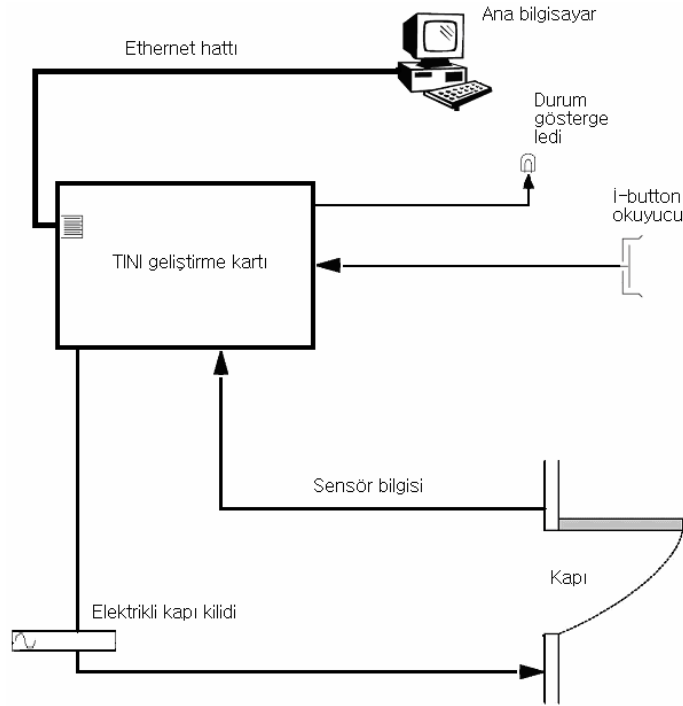 Ana bilgisayar
Ethernet hattı
Durum
gösterge
ledi
İ-button
okuyucu
TINI geliştirme kartı
Sensör bilgisi
Kapı
Elektrikli kapı kilidi